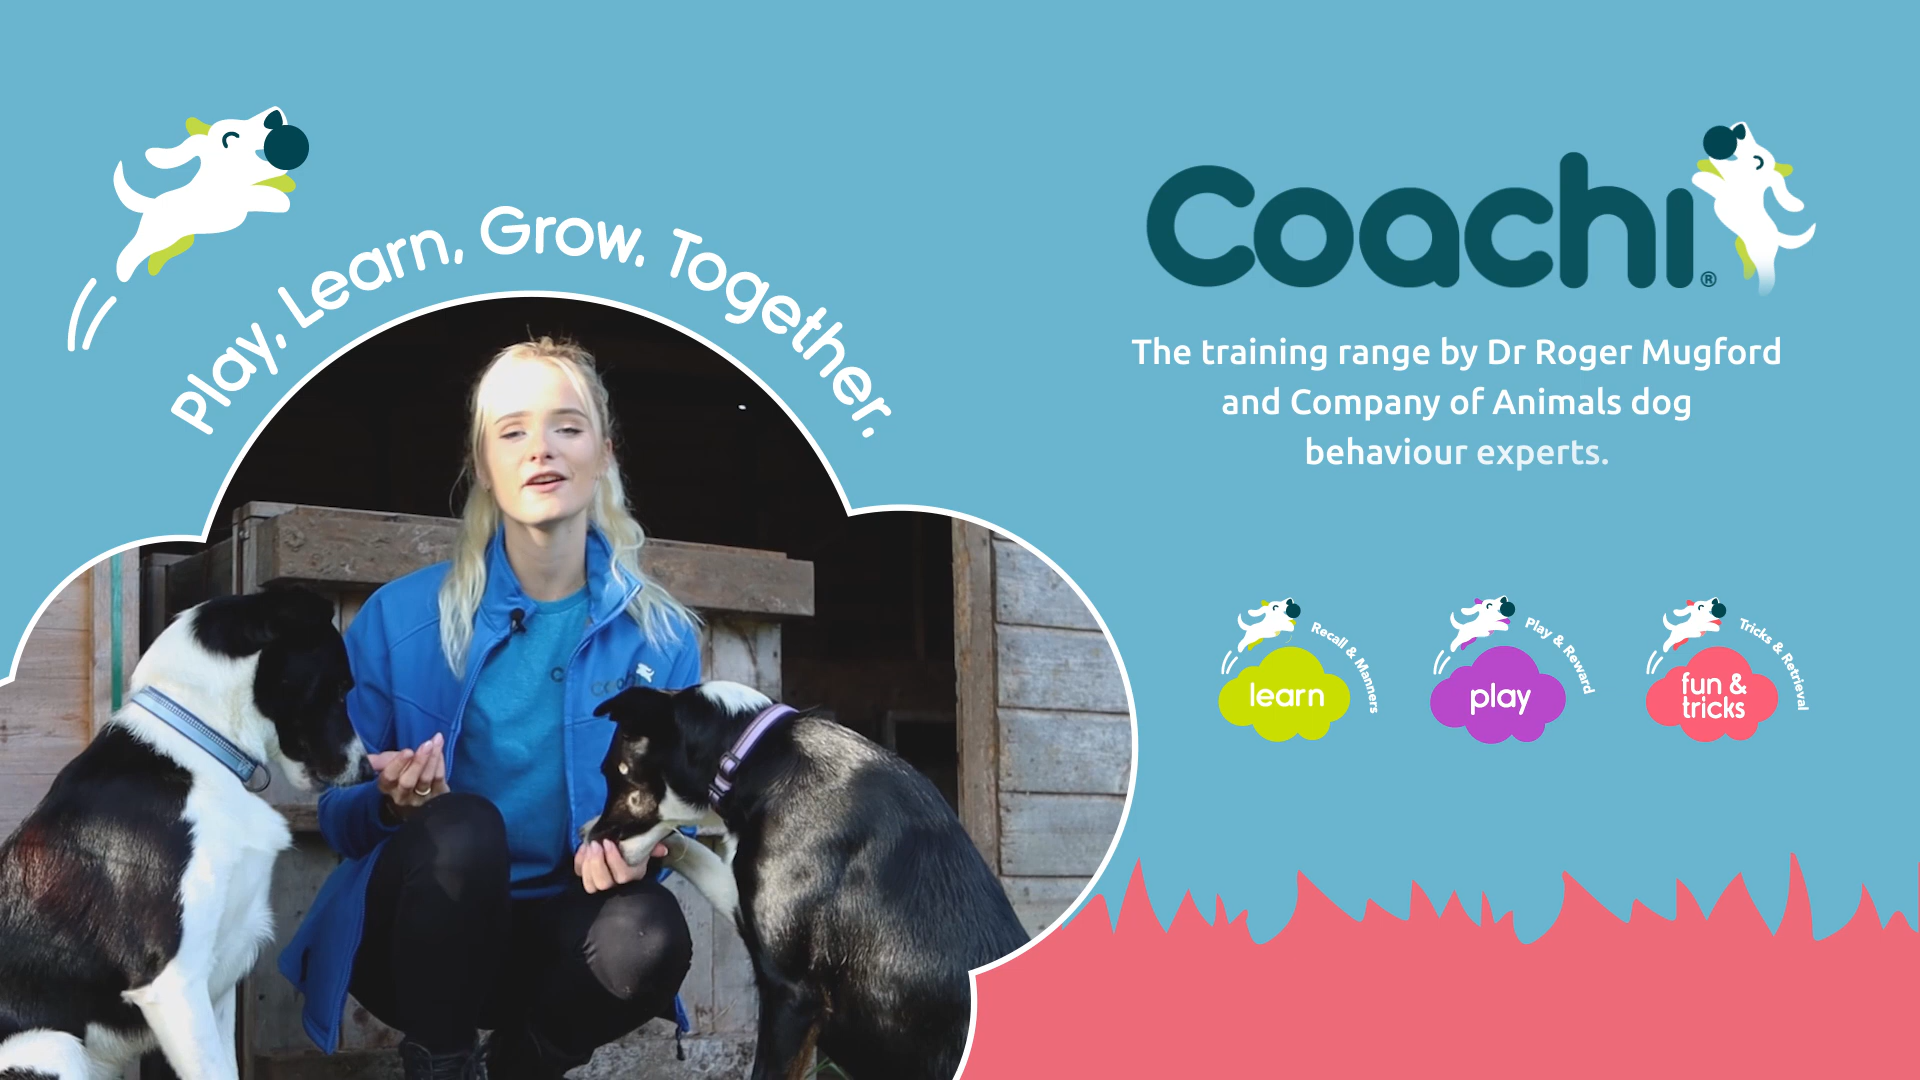 Play. Learn, Grow. Together.
Coachi®
The training range by Dr Roger Mugford
and Company of Animals dog
behaviour experts.
Recall & Manners
learn
Play & Reward
play
Tricks & Retrieval
fun &
tricks